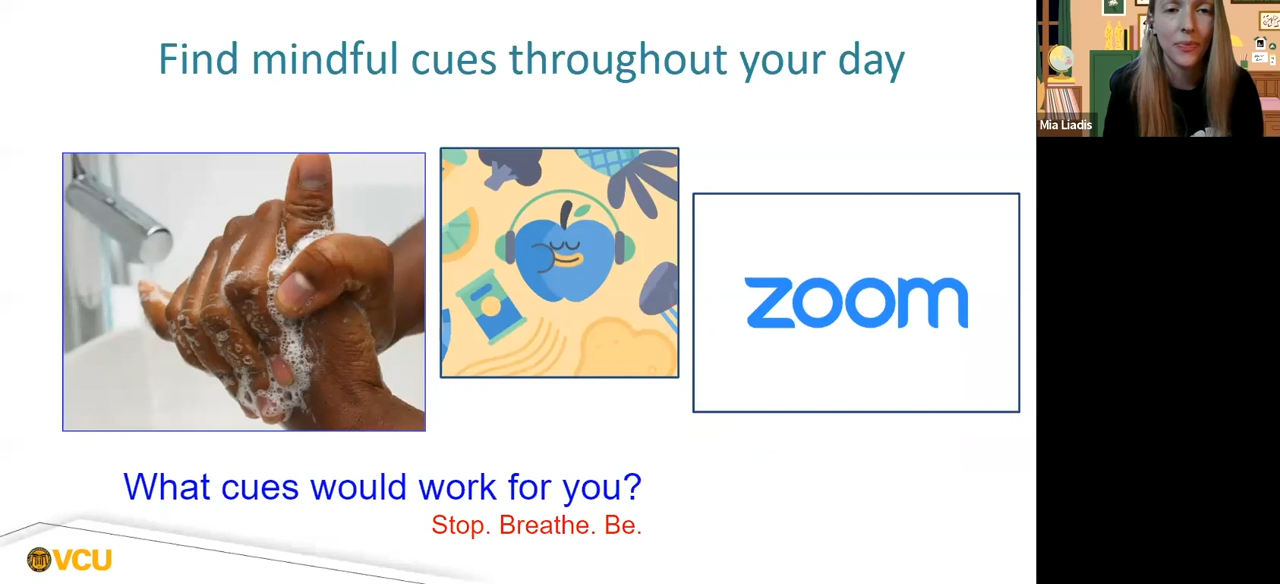 Find mindful cues throughout your day
Mia Liadis
zoom
What cues would work for you?
Stop. Breathe. Be.
VCU